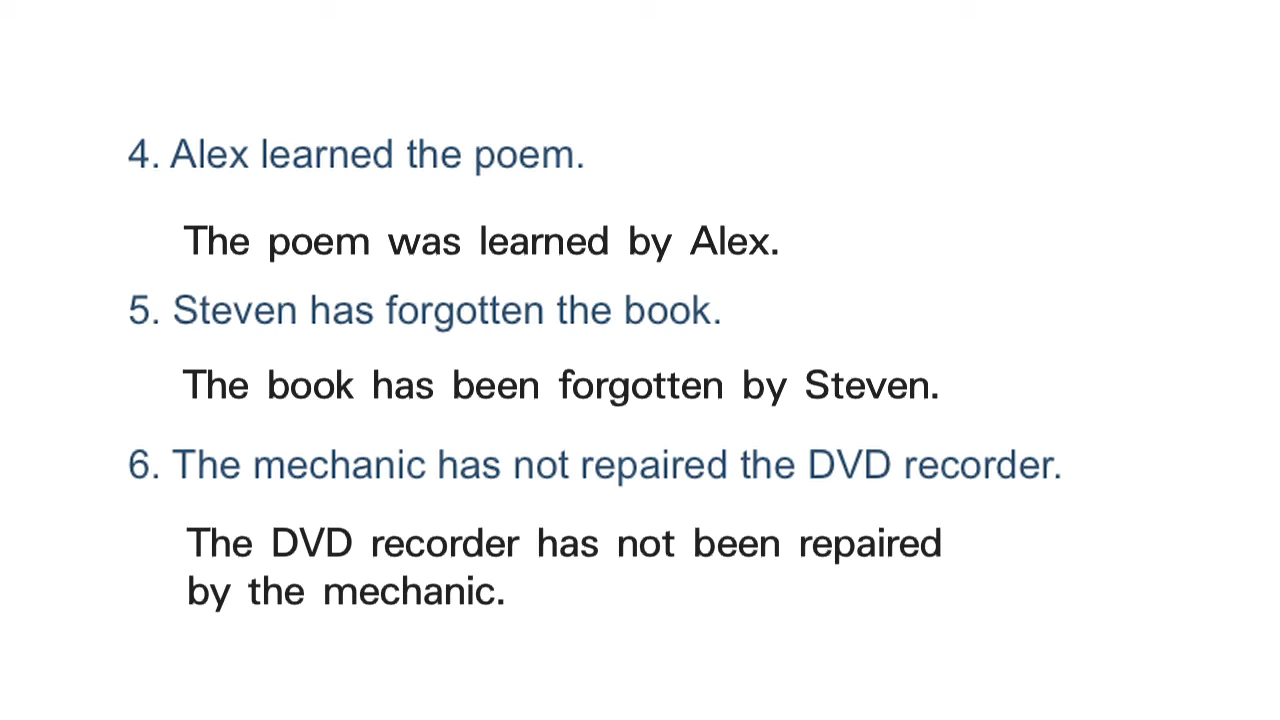 4. Alex learned the poem.
The poem was learned by Alex.
5. Steven has forgotten the book.
The book has been forgotten by Steven.
6. The mechanic has not repaired the DVD recorder.
The DVD recorder has not been repaired
by the mechanic.